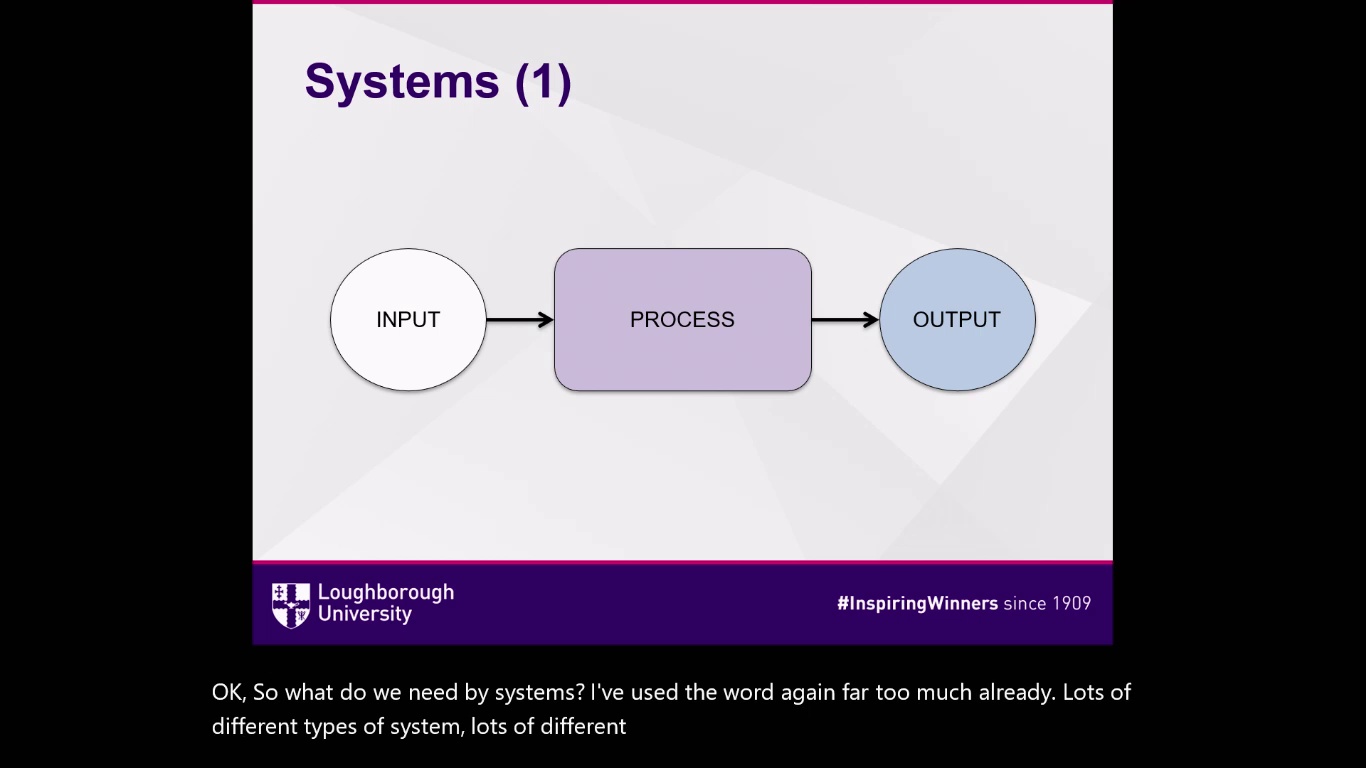 Systems (1)
INPUT
PROCESS
OUTPUT
Loughborough
University
#InspiringWinners since 1909
OK, So what do we need by systems? I've used the word again far too much already. Lots of
different types of system, lots of different